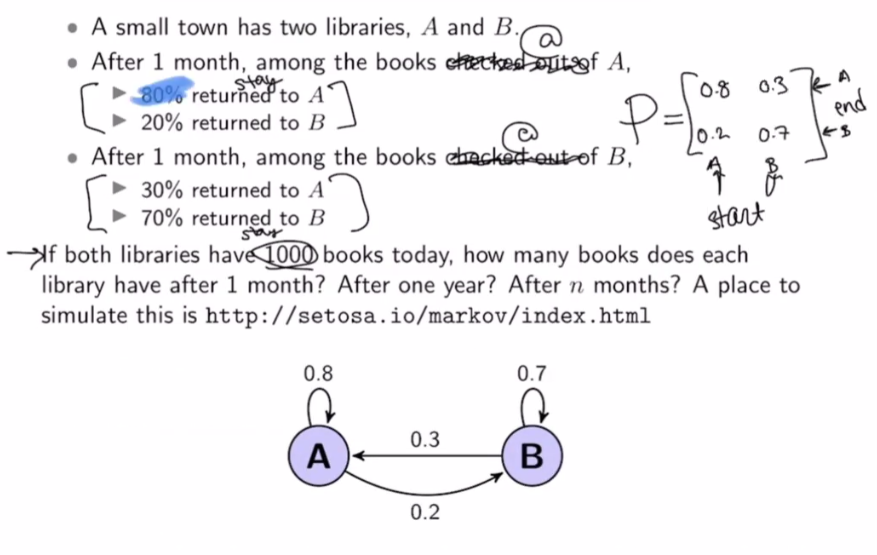 • A small town has two libraries, A and B.
@
• After 1 month, among the books checked out of A,
stay
▶ 80% returned to A
▶ 20% returned to B
@
• After 1 month, among the books checked out of B,
▶ 30% returned to A
▶ 70% returned to B
stay
If both libraries have 1000 books today, how many books does each
library have after 1 month? After one year? After n months? A place to
simulate this is http://setosa.io/markov/index.html
P = [0.8 0.3 ← A
end
0.2 0.7] ← B
A B
start
0.8 0.7
A 0.3 B
0.2